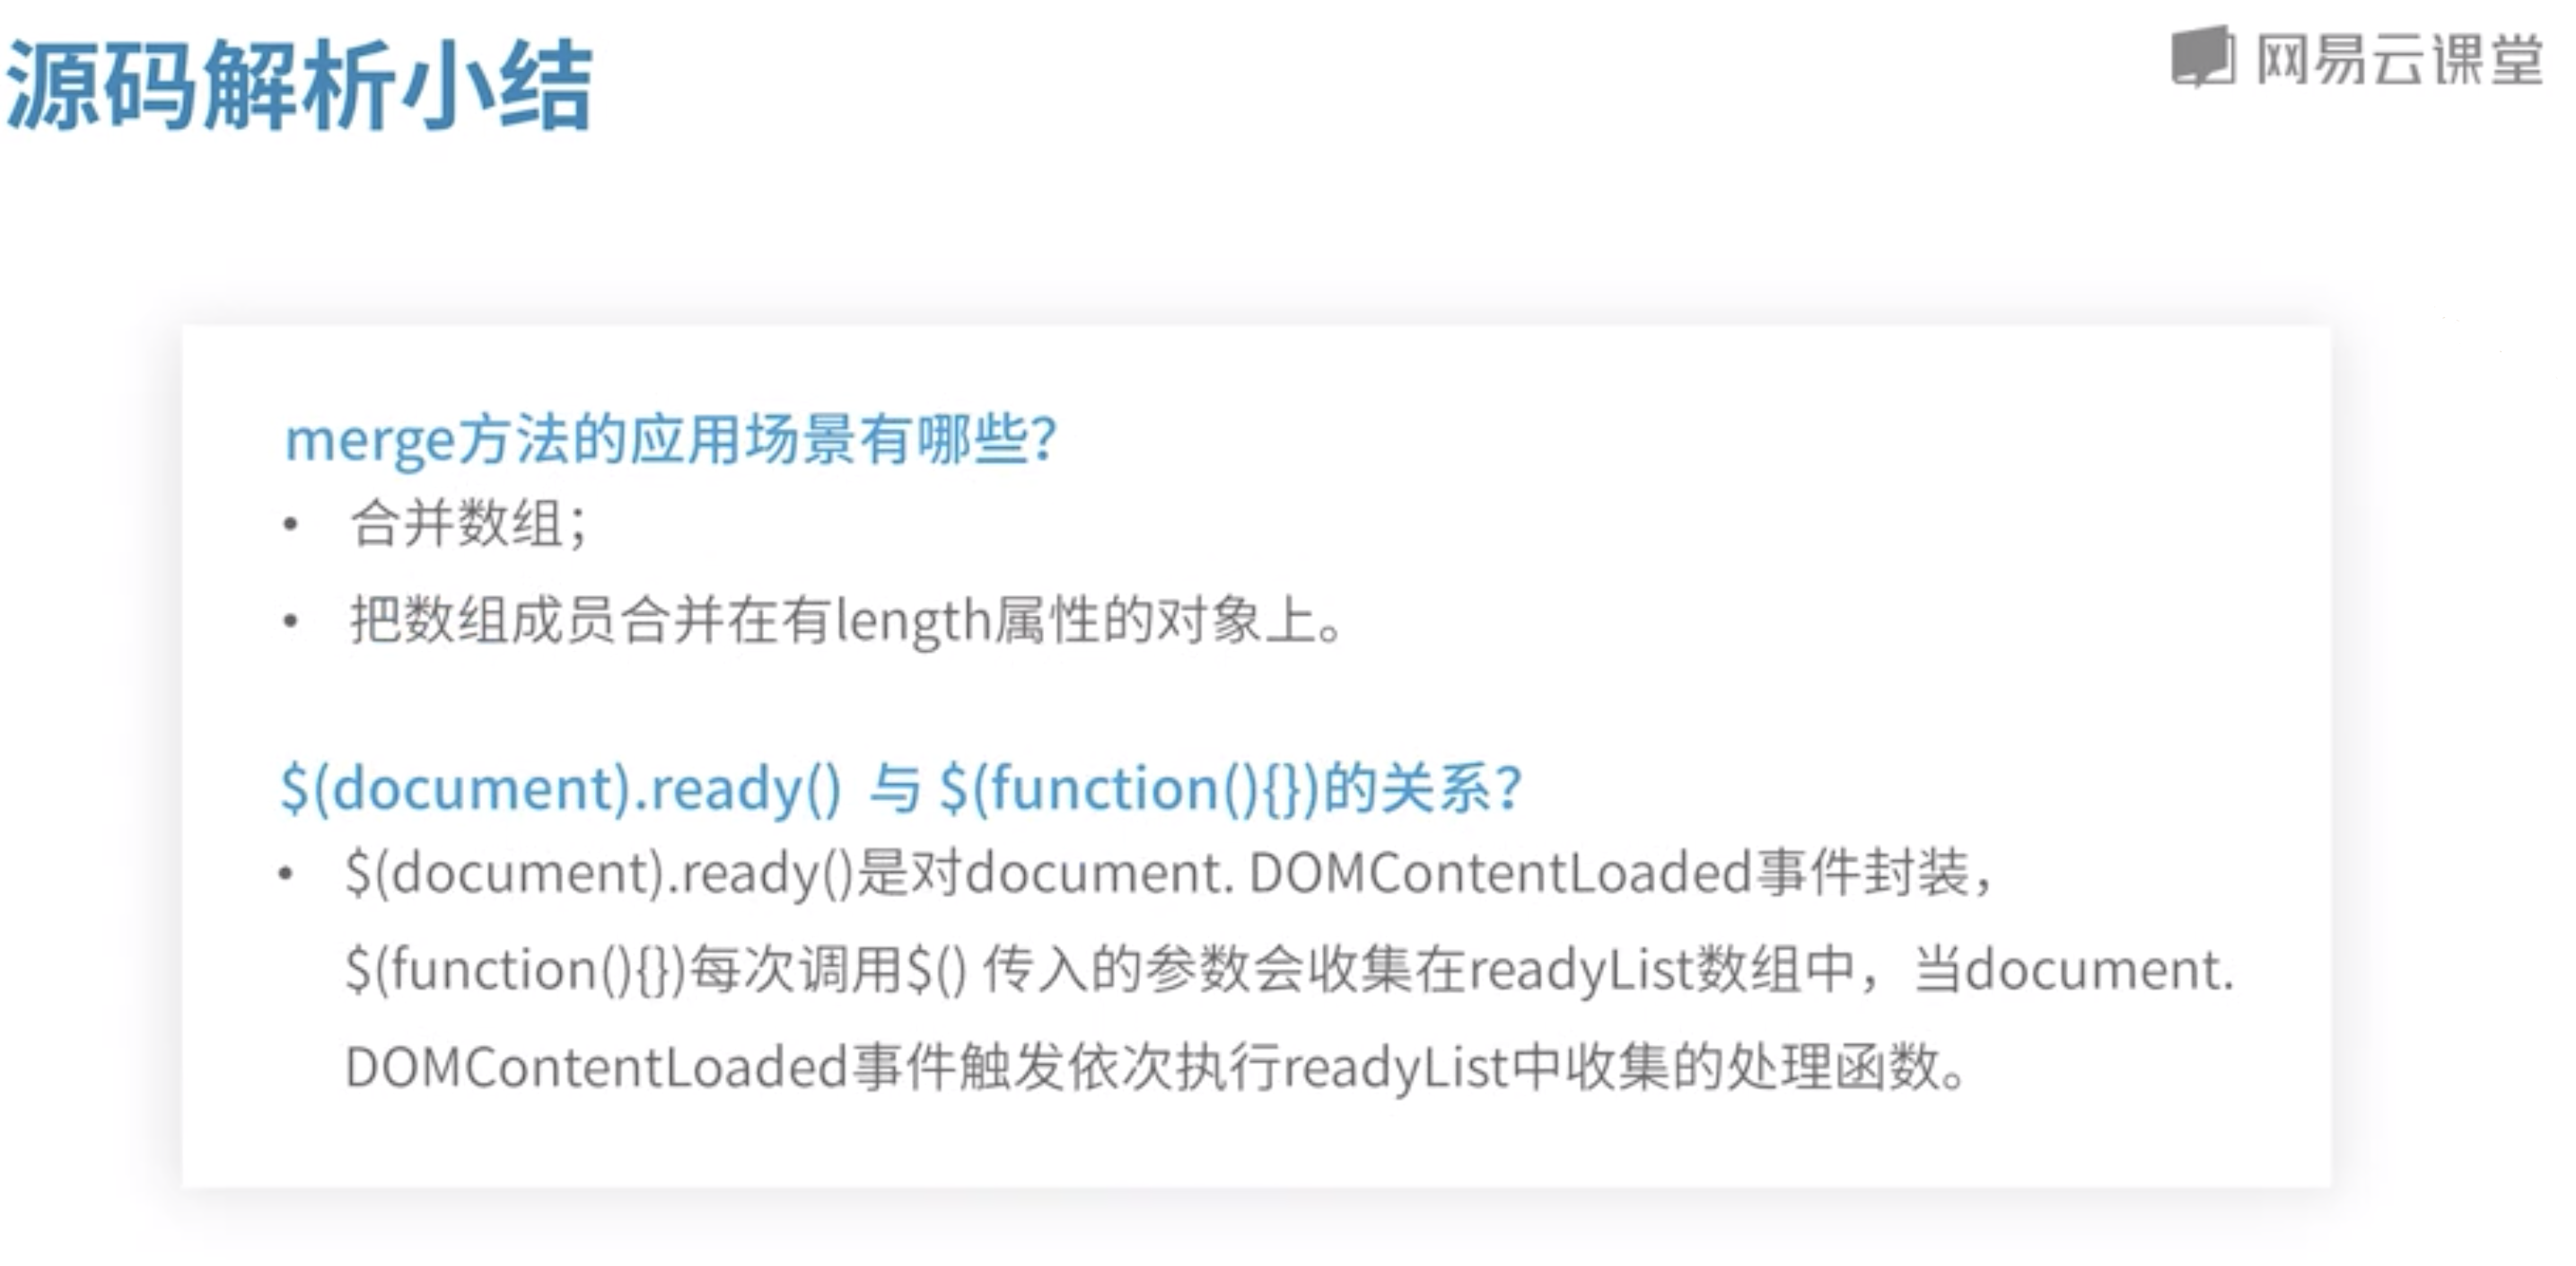 源码解析小结
网易云课堂
merge方法的应用场景有哪些?
• 合并数组；
• 把数组成员合并在有length属性的对象上。
$(document).ready() 与 $(function(){})的关系？
• $(document).ready()是对document. DOMContentLoaded事件封装，
$(function(){})每次调用$() 传入的参数会收集在readyList数组中，当document.
DOMContentLoaded事件触发依次执行readyList中收集的处理函数。